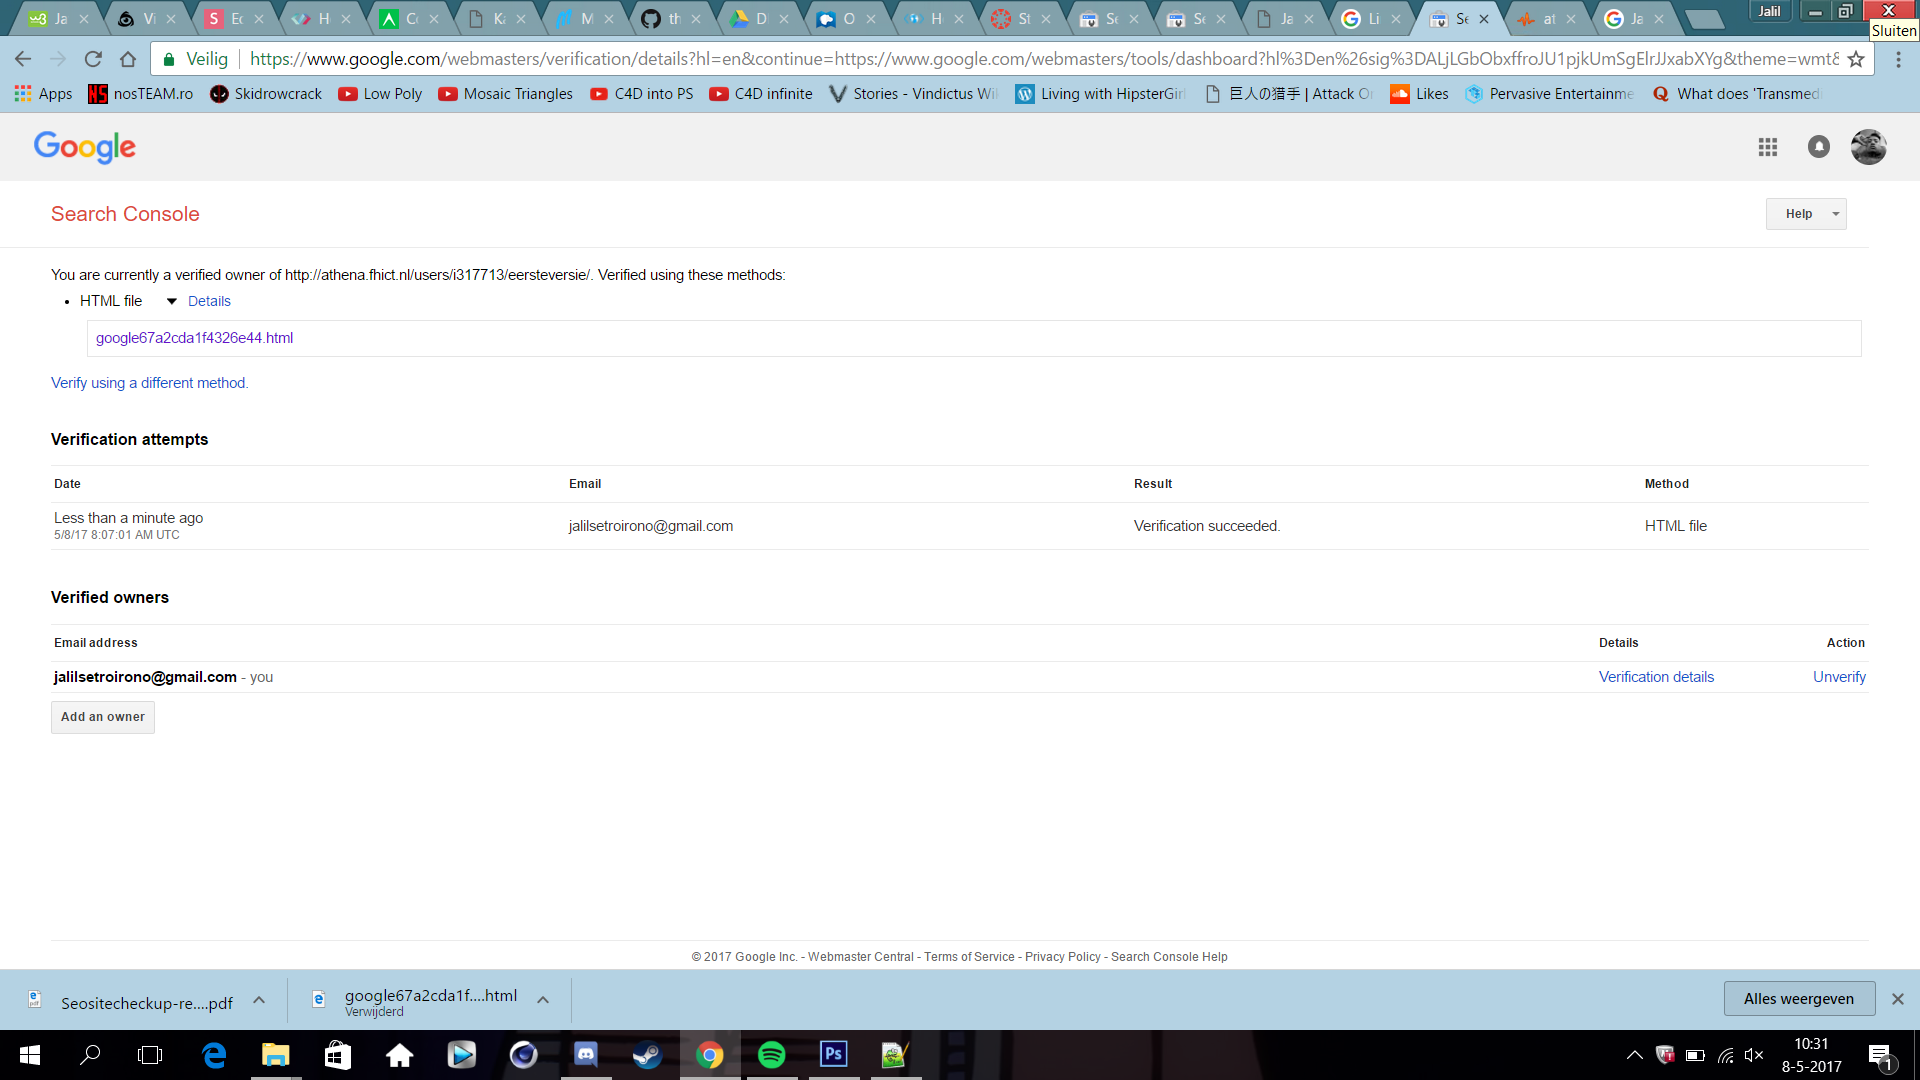 Ja
Vi
Ec
H
C
Ka
M
th
D
O
H
St
Se
Se
Ja
Li
Se
at
Ja
Jalil
Sluiten
Veilig
https://www.google.com/webmasters/verification/details?hl=en&continue=https://www.google.com/webmasters/tools/dashboard?hl%3Den%26sig%3DALjLGbObxffroJU1pjkUmSgElrJJxabXYg&theme=wmt&
Apps
nosTEAM.ro
Skidrowcrack
Low Poly
Mosaic Triangles
C4D into PS
C4D infinite
Stories - Vindictus Wik
Living with HipsterGirl
巨人の猎手 | Attack O
Likes
Pervasive Entertainme
What does 'Transmed
Google
Search Console
Help
You are currently a verified owner of http://athena.fhict.nl/users/i317713/eersteversie/. Verified using these methods:
HTML file Details
google67a2cda1f4326e44.html
Verify using a different method.
Verification attempts
Date Email Result Method
Less than a minute ago
5/8/17 8:07:01 AM UTC
jalilsetroirono@gmail.com Verification succeeded. HTML file
Verified owners
Email address Details Action
jalilsetroirono@gmail.com - you Verification details Unverify
Add an owner
© 2017 Google Inc. - Webmaster Central - Terms of Service - Privacy Policy - Search Console Help
Seositecheckup-re....pdf
google67a2cda1f....html
Verwijderd
Alles weergeven
Ps
10:31
8-5-2017
1